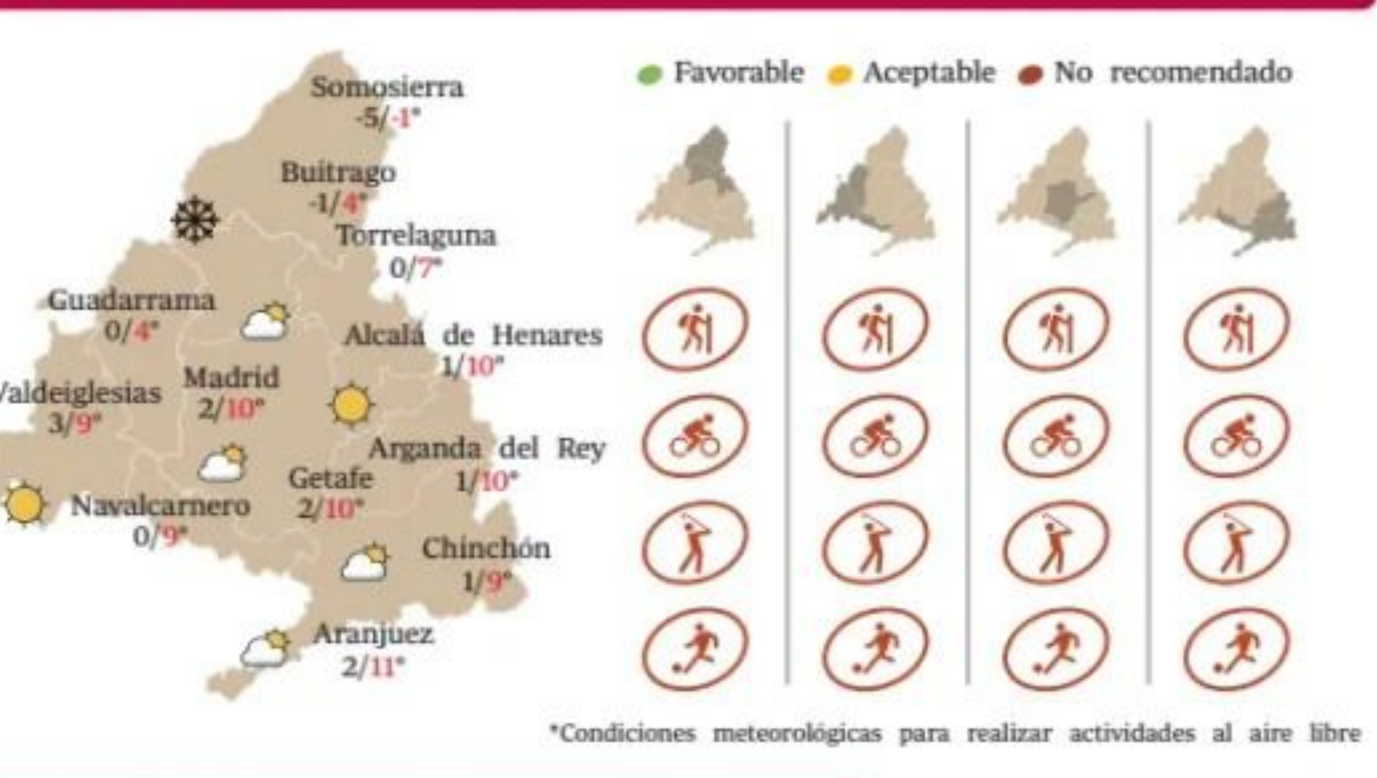 Favorable Aceptable No recomendado
Somosierra
-5/-1°
Buitrago
-1/4°
Torrelaguna
0/7°
Guadarrama
0/4°
Alcalá de Henares
1/10°
Valdeiglesias
3/9°
Madrid
2/10°
Arganda del Rey
1/10°
Getafe
2/10°
Navalcarnero
0/9°
Chinchón
1/9°
Aranjuez
2/11°
*Condiciones meteorológicas para realizar actividades al aire libre